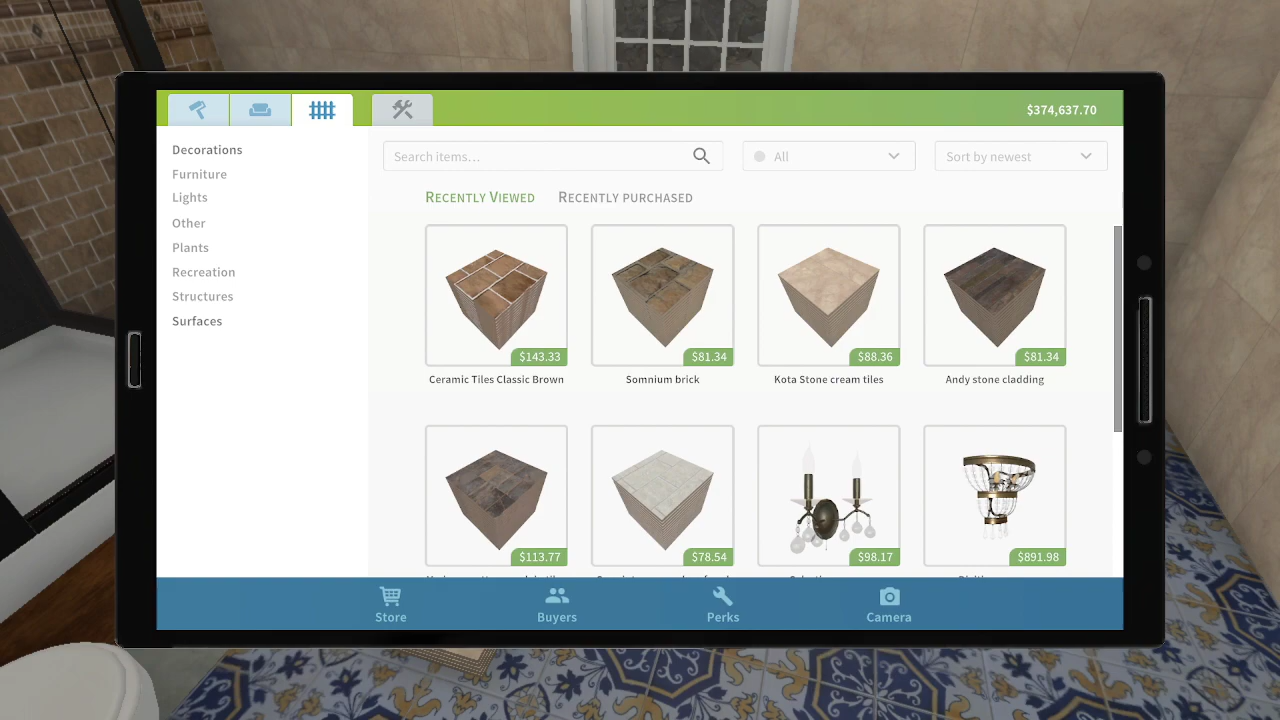 $374,637.70
Decorations
Furniture
Lights
Other
Plants
Recreation
Structures
Surfaces
Search items...
All
Sort by newest
RECENTLY VIEWED
RECENTLY PURCHASED
$143.33
$81.34
$88.36
$81.34
Ceramic Tiles Classic Brown
Somnium brick
Kota Stone cream tiles
Andy stone cladding
$113.77
$78.54
$98.17
$891.98
Store
Buyers
Perks
Camera